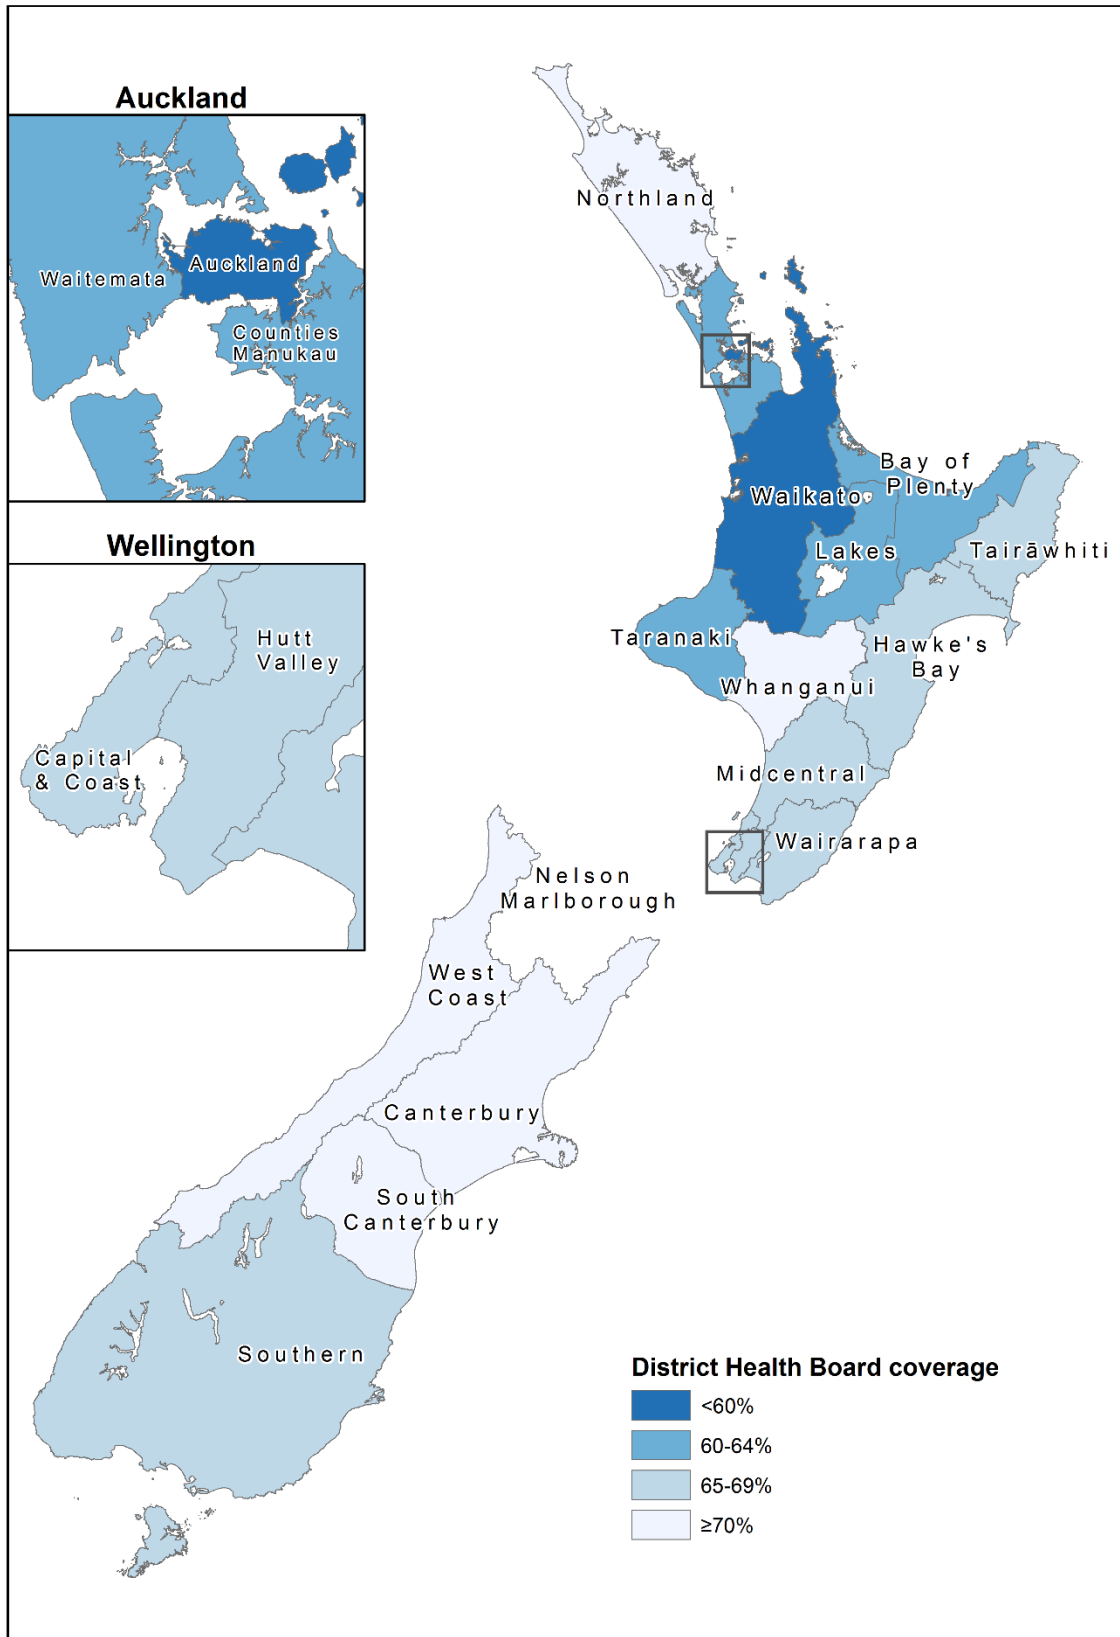 Auckland
Waitemata
Auckland
Counties
Manukau
Wellington
Hutt
Valley
Capital
& Coast
Northland
Bay of
Plenty
Waikato
Lakes
Tairāwhiti
Taranaki
Hawke's
Bay
Whanganui
Midcentral
Wairarapa
Nelson
Marlborough
West
Coast
Canterbury
South
Canterbury
Southern
District Health Board coverage
<60%
60-64%
65-69%
≥70%